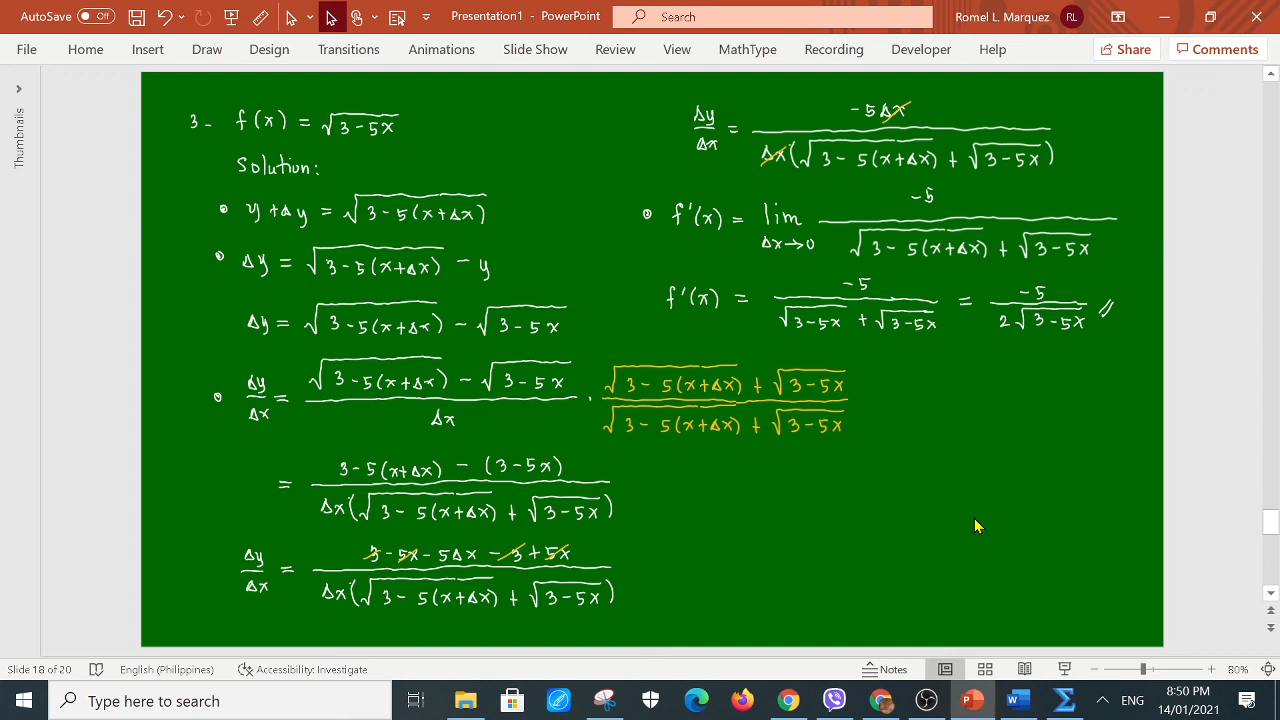 AutoSave Off Presentation1 - PowerPoint Search Romel L. Marquez RL
File Home Insert Draw Design Slide Show Transitions Animations Slide Show Review View MathType Recording Developer Help Share Comments
Thumbnails
3 - f(x) = √(3-5x)
Solution:
• y+Δy = √(3-5(x+Δx))
• Δy = √(3-5(x+Δx)) - y
Δy = √(3-5(x+Δx)) - √(3-5x)
• Δy/Δx = (√(3-5(x+Δx)) - √(3-5x))/Δx · (√(3-5(x+Δx)) + √(3-5x))/(√(3-5(x+Δx)) + √(3-5x))
= (3-5(x+Δx) - (3-5x))/(Δx(√(3-5(x+Δx)) + √(3-5x)))
Δy/Δx = (3-5x-5Δx-3+5x)/(Δx(√(3-5(x+Δx)) + √(3-5x)))
Δy/Δx = -5Δx/(Δx(√(3-5(x+Δx)) + √(3-5x)))
• f'(x) = lim Δx→0 -5/(√(3-5(x+Δx)) + √(3-5x))
f'(x) = -5/(√(3-5x) + √(3-5x)) = -5/(2√(3-5x)) //
Slide 18 of 20 English (Philippines) Accessibility: Investigate Notes 80%
Type here to search ENG 8:50 PM
14/01/2021